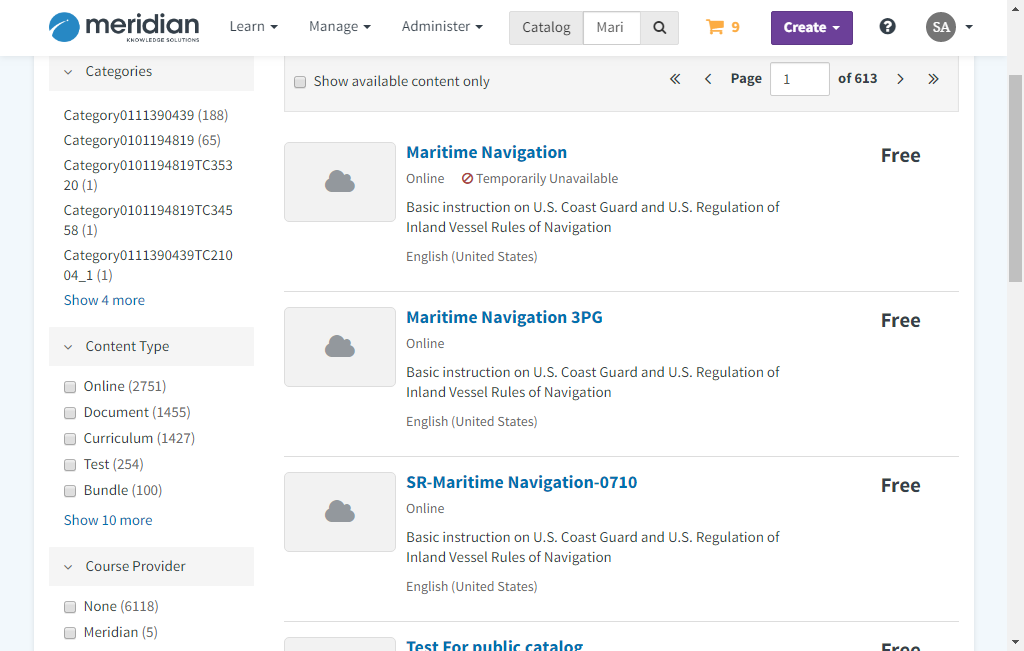 meridian
KNOWLEDGE SOLUTIONS
Learn
Manage
Administer
Catalog
Mari
9
Create
?
SA
Categories
Category0111390439 (188)
Category0101194819 (65)
Category0101194819TC353
20 (1)
Category0101194819TC345
58 (1)
Category0111390439TC210
04_1 (1)
Show 4 more
Content Type
Online (2751)
Document (1455)
Curriculum (1427)
Test (254)
Bundle (100)
Show 10 more
Course Provider
None (6118)
Meridian (5)
Show available content only
Page 1 of 613
Maritime Navigation
Free
Online Temporarily Unavailable
Basic instruction on U.S. Coast Guard and U.S. Regulation of
Inland Vessel Rules of Navigation
English (United States)
Maritime Navigation 3PG
Free
Online
Basic instruction on U.S. Coast Guard and U.S. Regulation of
Inland Vessel Rules of Navigation
English (United States)
SR-Maritime Navigation-0710
Free
Online
Basic instruction on U.S. Coast Guard and U.S. Regulation of
Inland Vessel Rules of Navigation
English (United States)
Test For public catalog
Free